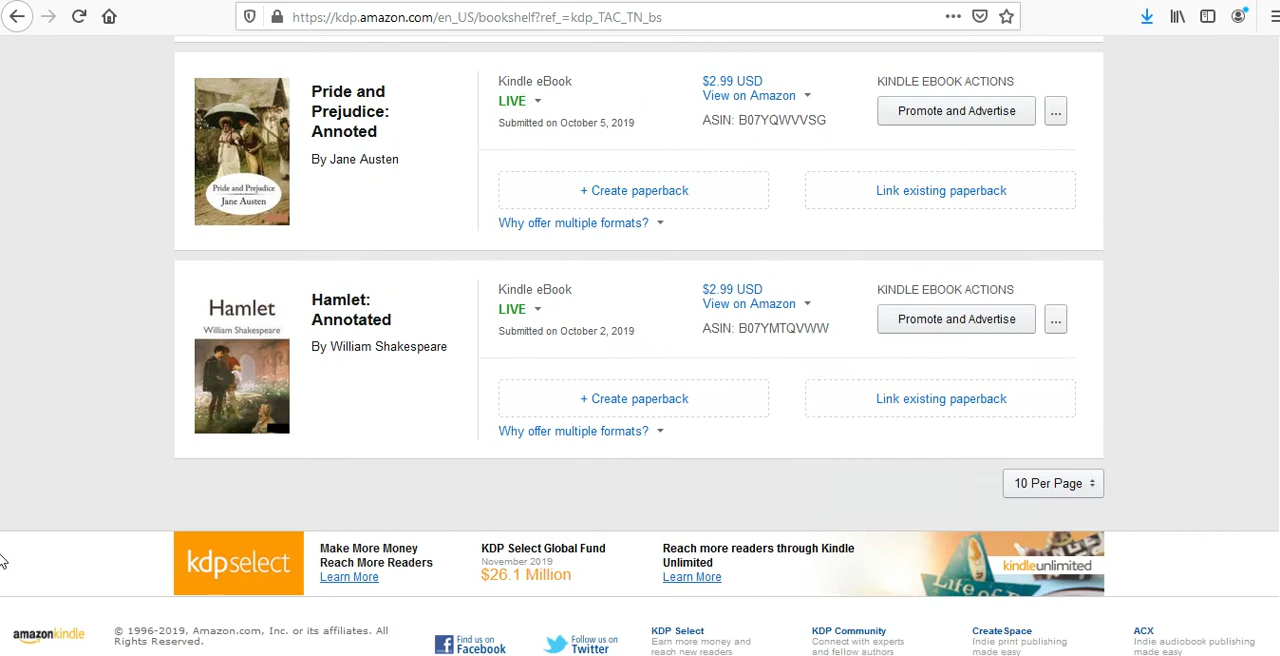 https://kdp.amazon.com/en_US/bookshelf?ref_=kdp_TAC_TN_bs
Pride and
Prejudice:
Annoted
By Jane Austen
Pride and Prejudice
Jane Austen
Kindle eBook
LIVE
Submitted on October 5, 2019
$2.99 USD
View on Amazon
ASIN: B07YQWVVSG
KINDLE EBOOK ACTIONS
Promote and Advertise
...
+ Create paperback
Link existing paperback
Why offer multiple formats?
Hamlet
William Shakespeare
Hamlet:
Annotated
By William Shakespeare
Kindle eBook
LIVE
Submitted on October 2, 2019
$2.99 USD
View on Amazon
ASIN: B07YMTQVWW
KINDLE EBOOK ACTIONS
Promote and Advertise
...
+ Create paperback
Link existing paperback
Why offer multiple formats?
10 Per Page
kdpselect
Make More Money
Reach More Readers
Learn More
KDP Select Global Fund
November 2019
$26.1 Million
Reach more readers through Kindle
Unlimited
Learn More
Life of
kindleunlimited
amazonkindle
© 1996-2019, Amazon.com, Inc. or its affiliates. All
Rights Reserved.
Find us on
Facebook
Follow us on
Twitter
KDP Select
Earn more money and
reach new readers
KDP Community
Connect with experts
and fellow authors
CreateSpace
Indie print publishing
made easy
ACX
Indie audiobook publishing
made easy